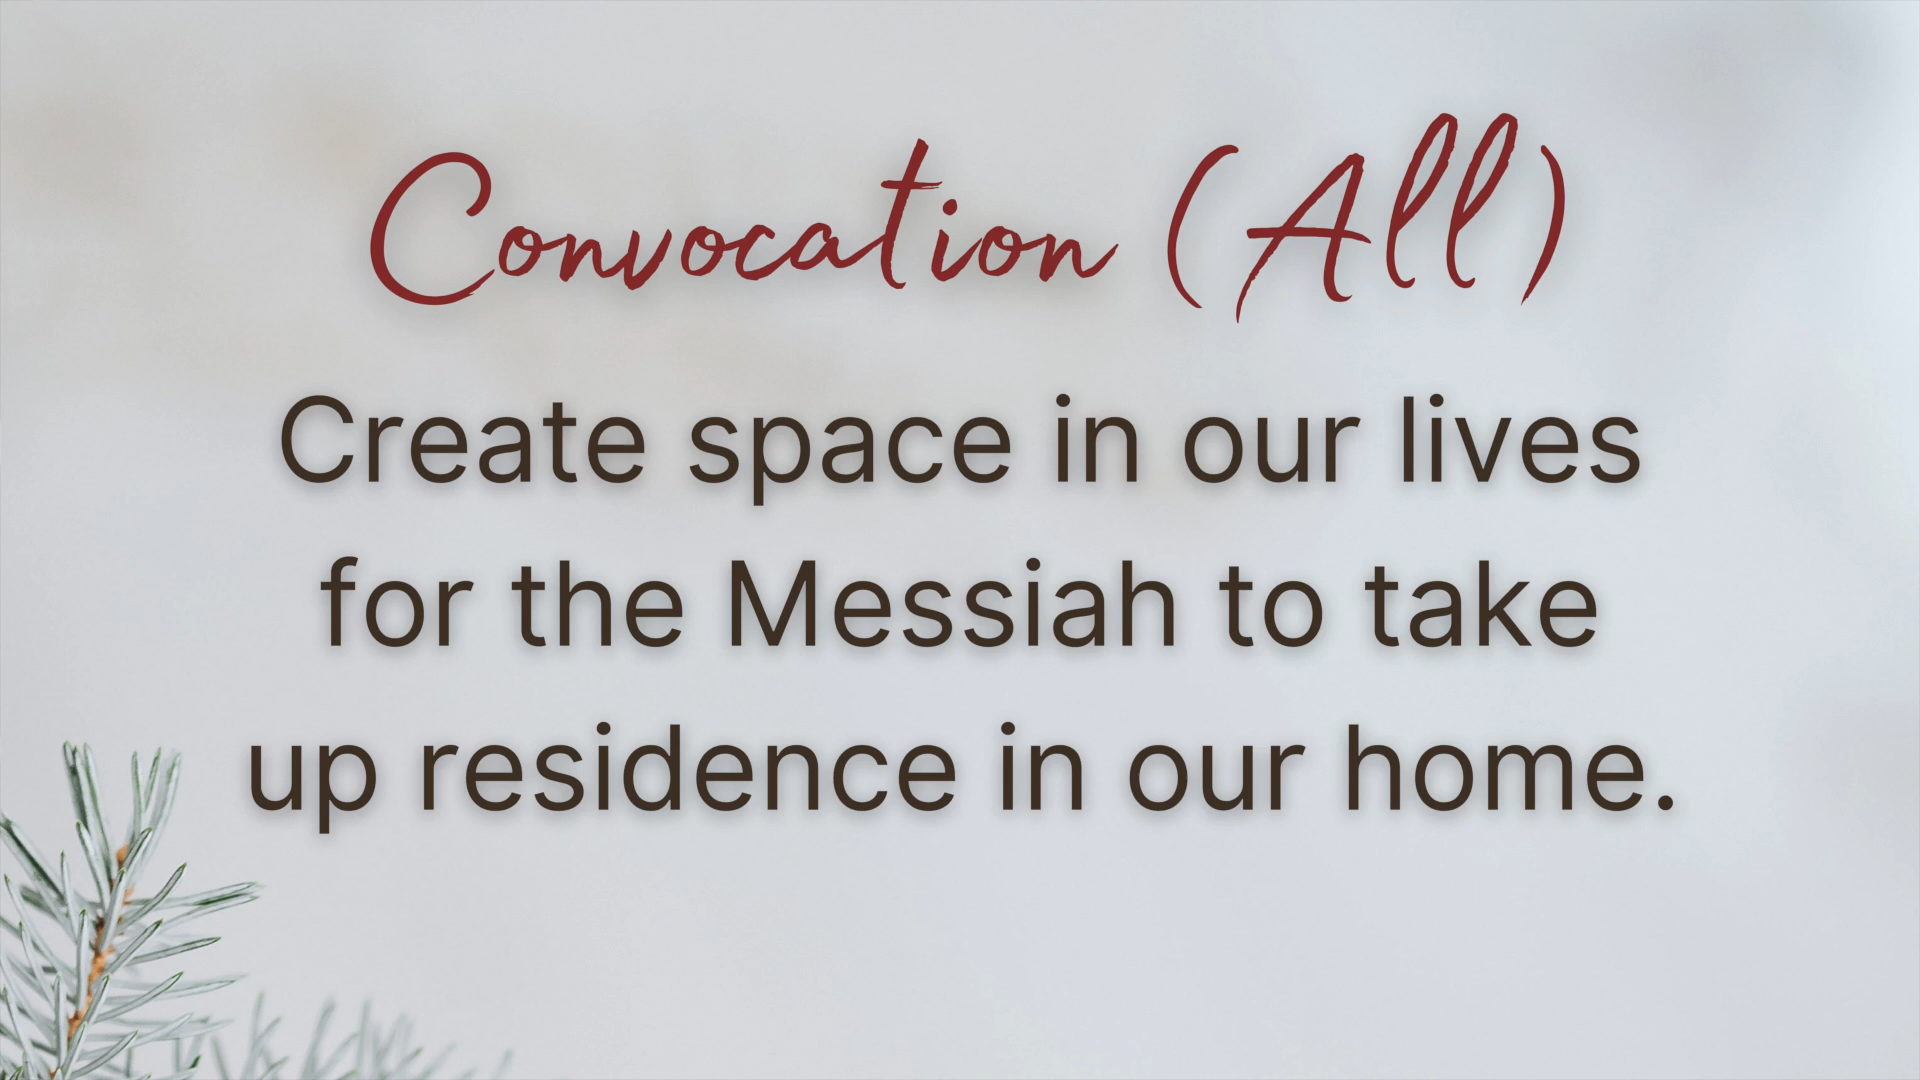 Convocation (All)
Create space in our lives
for the Messiah to take
up residence in our home.